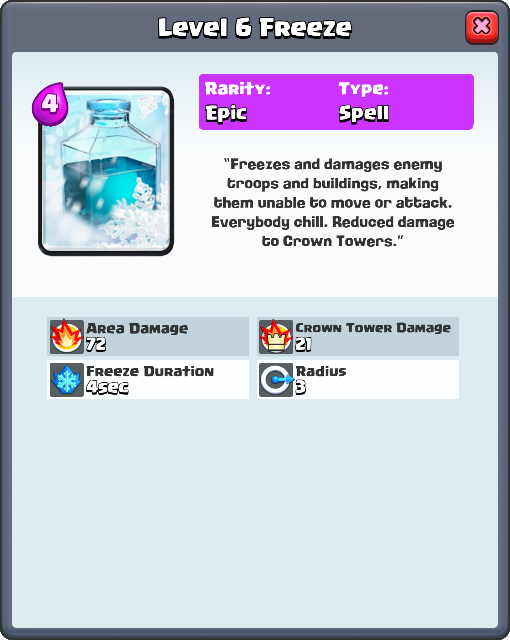 Level 6 Freeze
4
Rarity:
Epic
Type:
Spell
"Freezes and damages enemy
troops and buildings, making
them unable to move or attack.
Everybody chill. Reduced damage
to Crown Towers."
Area Damage
72
Crown Tower Damage
21
Freeze Duration
4sec
Radius
3